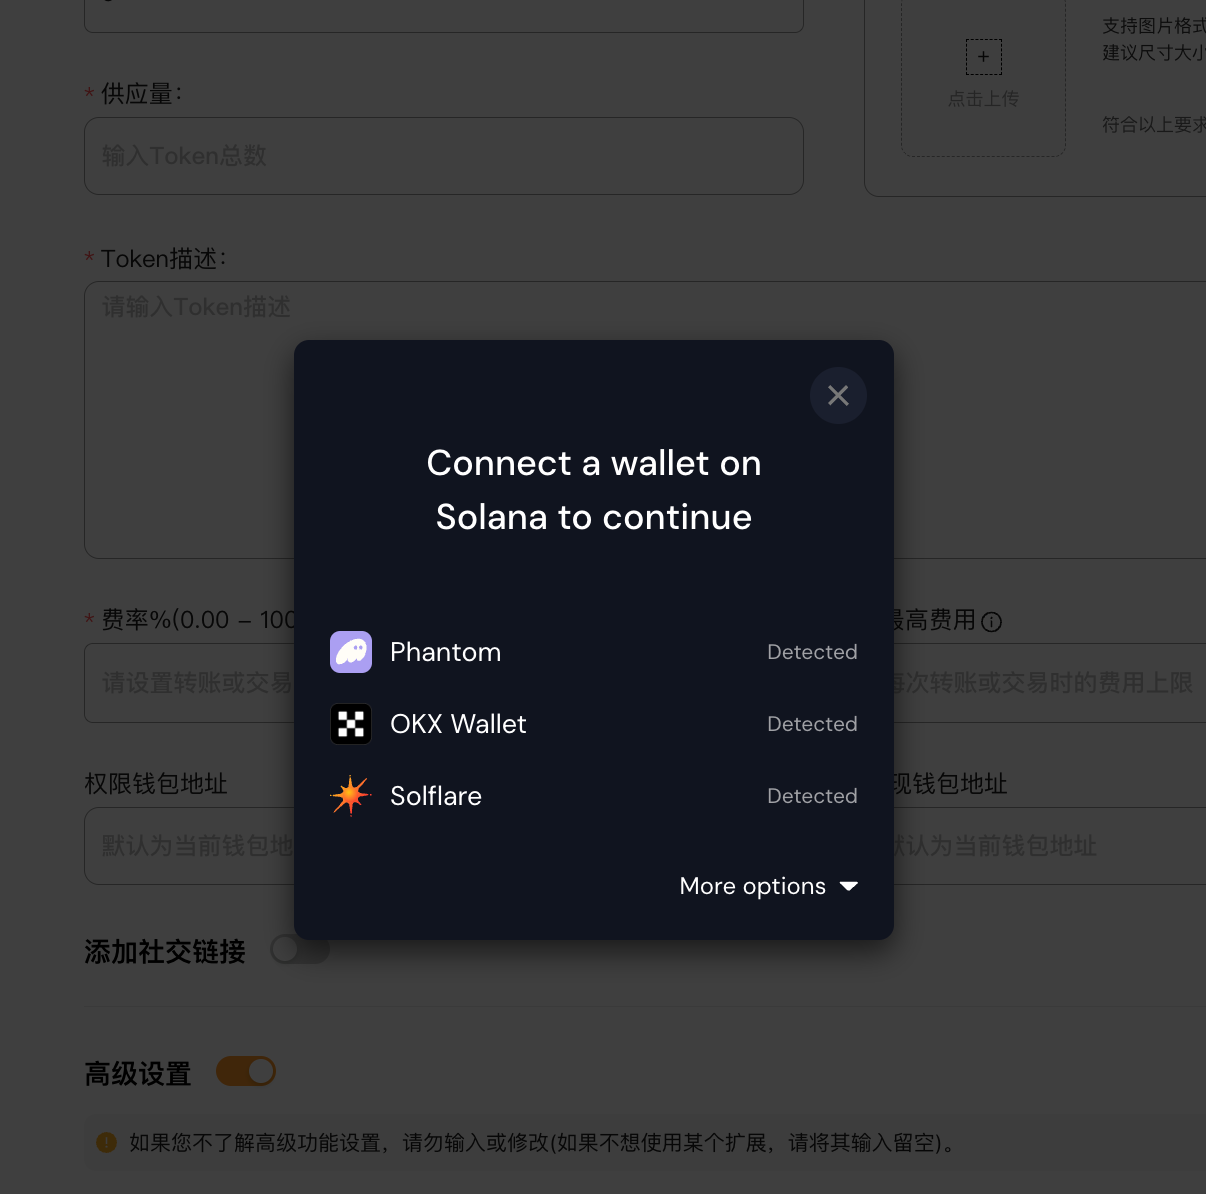 支持图片格式
建议尺寸大小
+
点击上传
符合以上要求
* 供应量：
输入Token总数
* Token描述：
请输入Token描述
Connect a wallet on
Solana to continue
* 费率%(0.00 – 100
最高费用
Phantom
Detected
请设置转账或交易
每次转账或交易时的费用上限
OKX Wallet
Detected
权限钱包地址
现钱包地址
Solflare
Detected
默认为当前钱包地
默认为当前钱包地址
More options
添加社交链接
高级设置
如果您不了解高级功能设置，请勿输入或修改(如果不想使用某个扩展，请将其输入留空)。